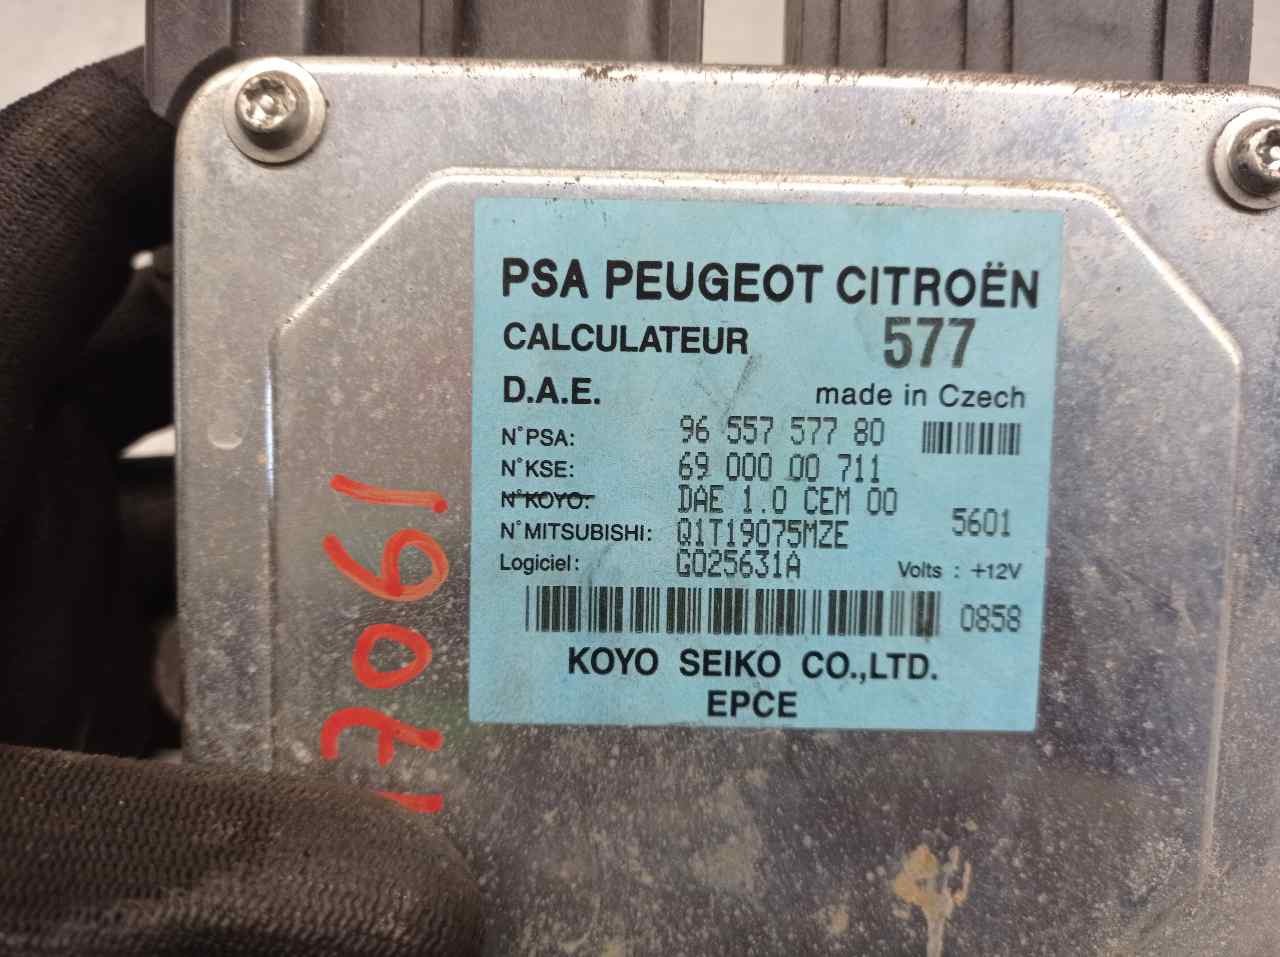 PSA PEUGEOT CITROËN
CALCULATEUR 577
D.A.E. made in Czech
N°PSA: 96 557 577 80
N°KSE: 69 000 00 711
N°KOYO: DAE 1.0 CEM 00
N°MITSUBISHI: Q1T19075MZE 5601
Logiciel: G025631A Volts : +12V
0858
KOYO SEIKO CO.,LTD.
EPCE